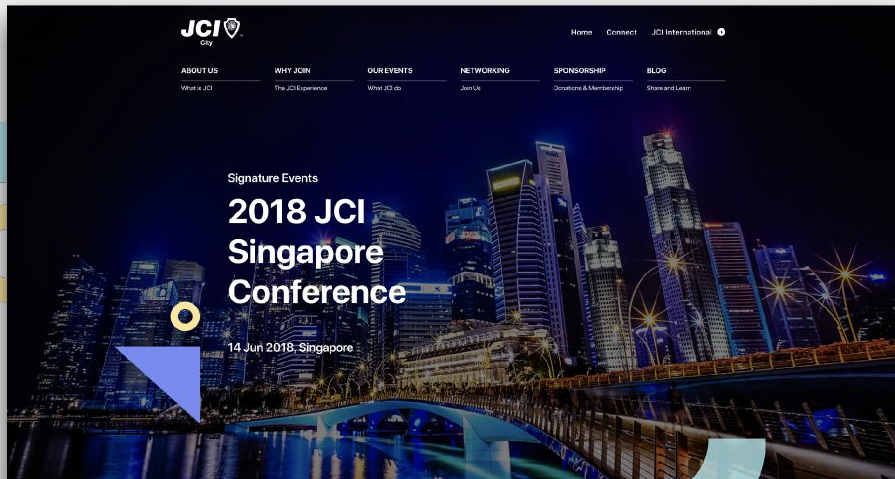 JCI
City
Home Connect JCI International
ABOUT US WHY JOIN OUR EVENTS NETWORKING SPONSORSHIP BLOG
What is JCI The JCI Experience What JCI do Join Us Donations & Membership Share and Learn
Signature Events
2018 JCI
Singapore
Conference
14 Jun 2018, Singapore